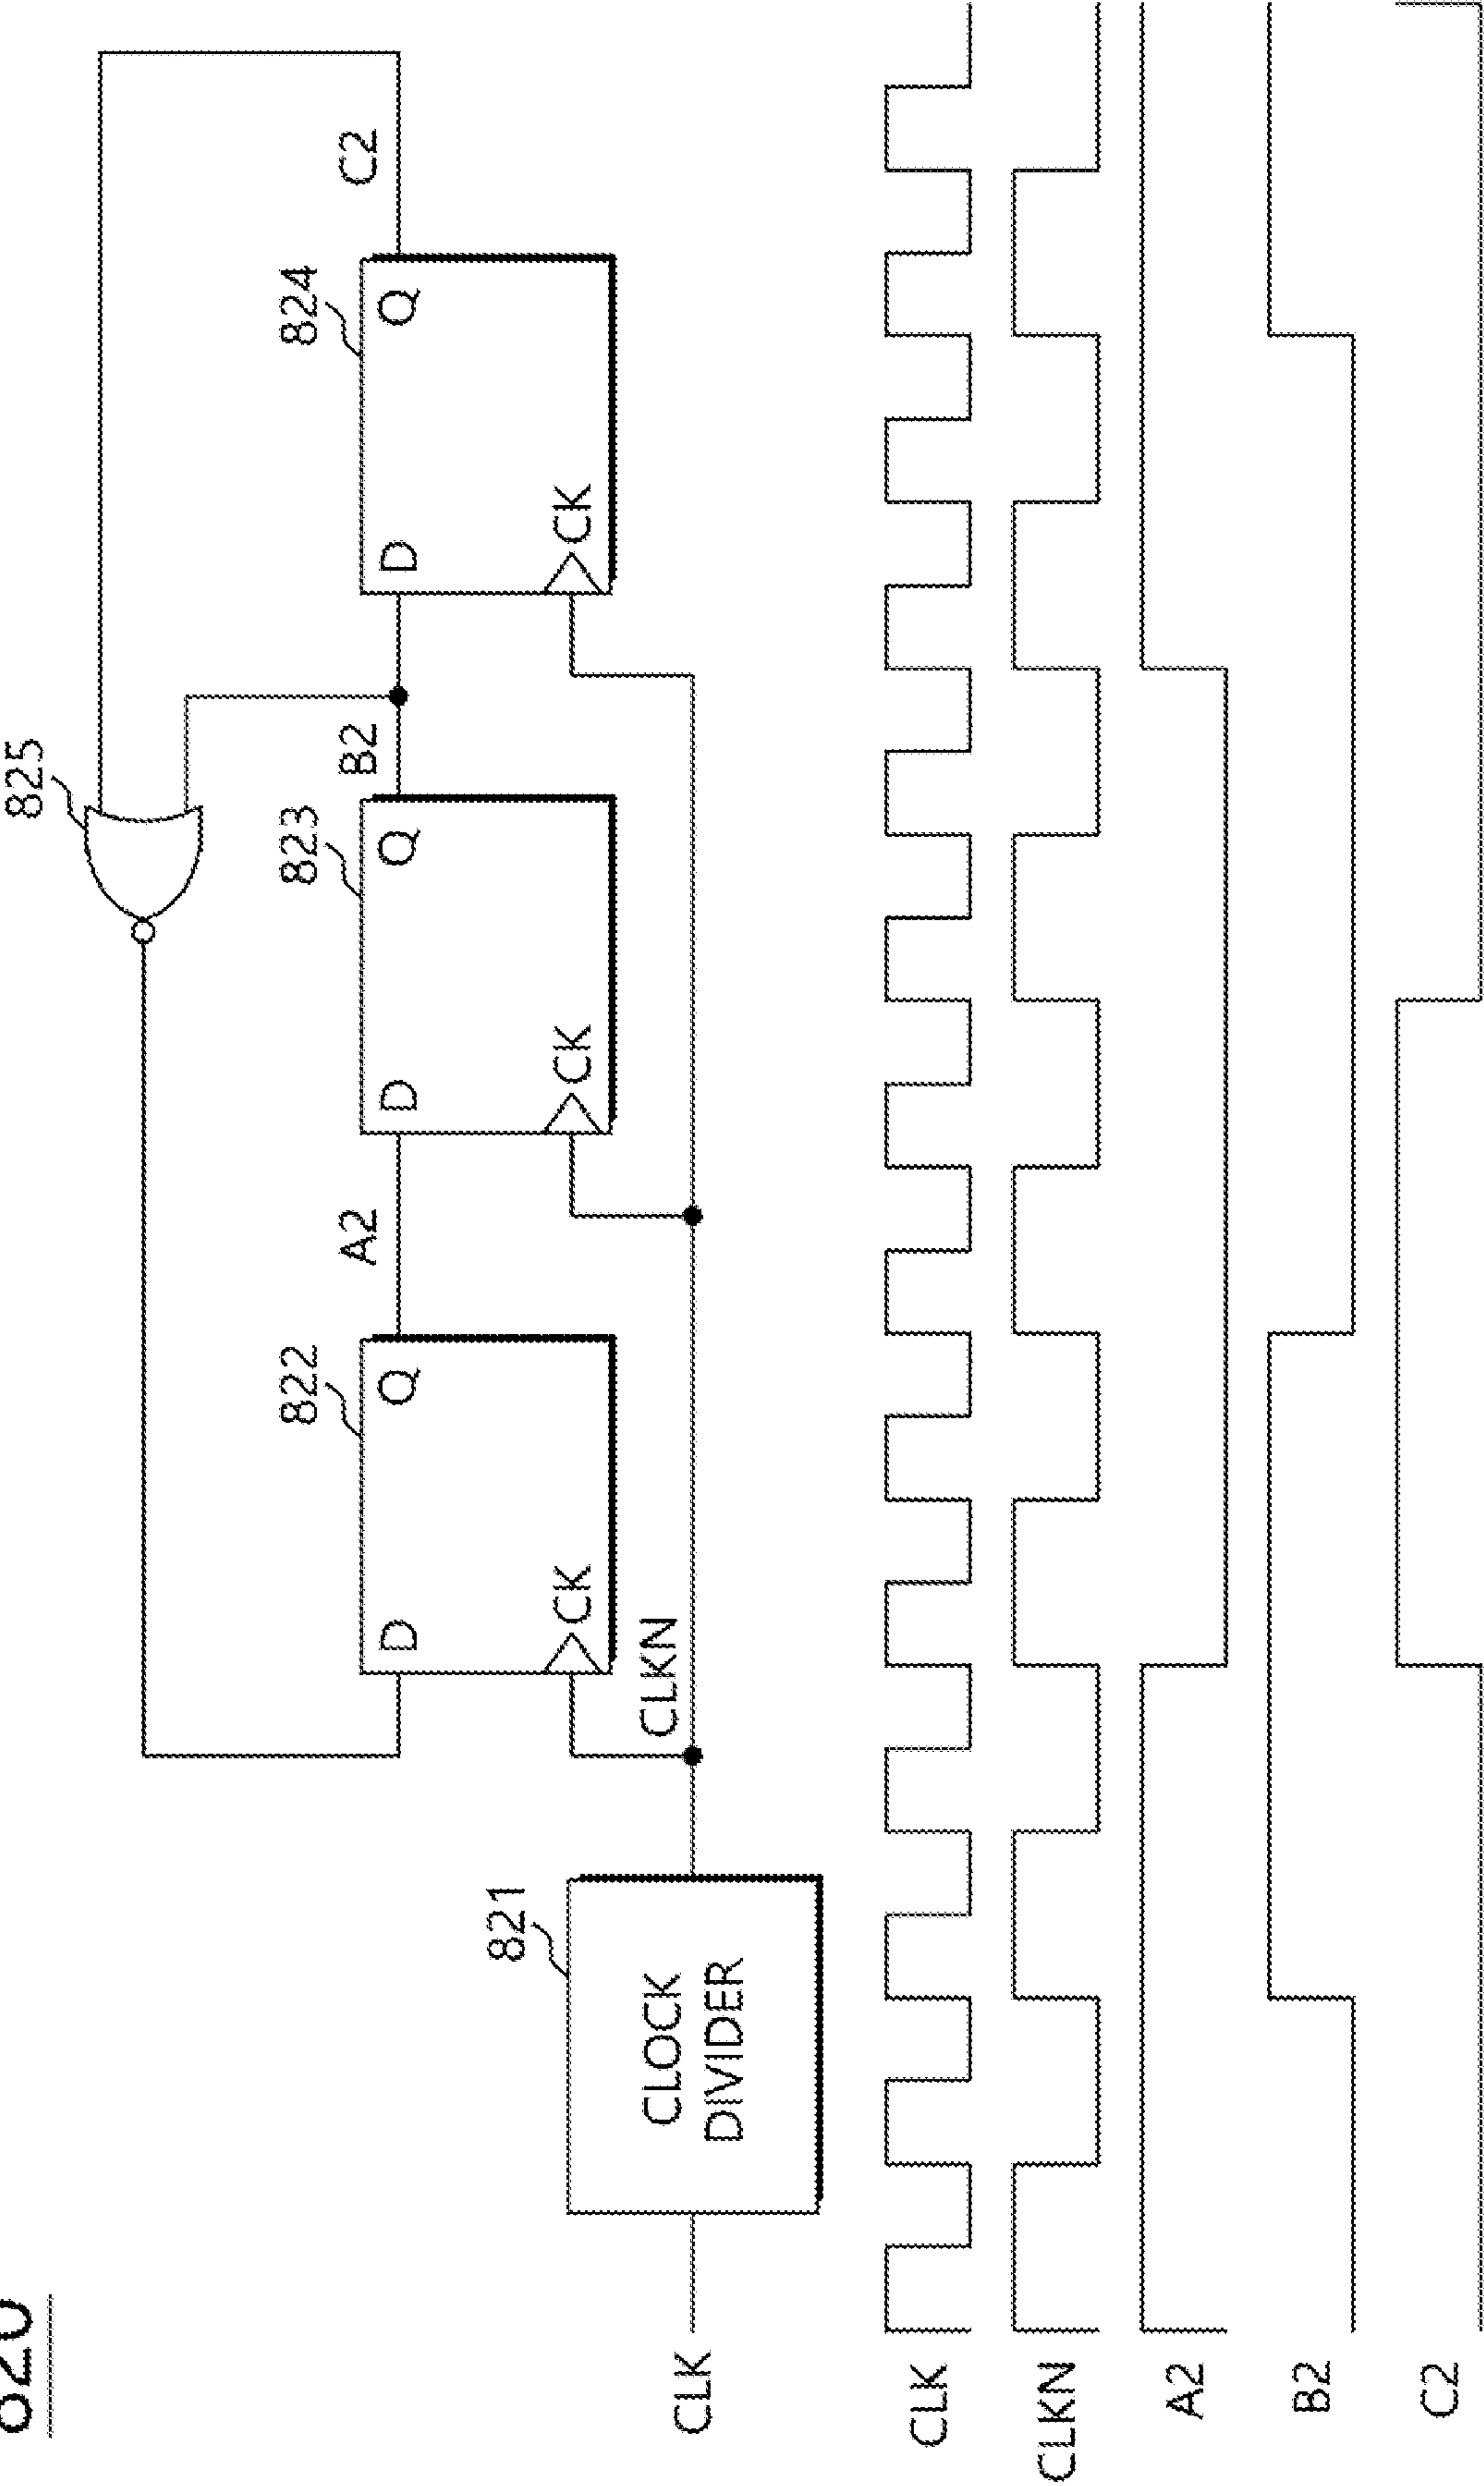 820
825
822
823
824
D
Q
D
Q
D
Q
A2
B2
C2
CK
CK
CK
821
CLKN
CLOCK
DIVIDER
CLK
CLK
CLKN
A2
B2
C2